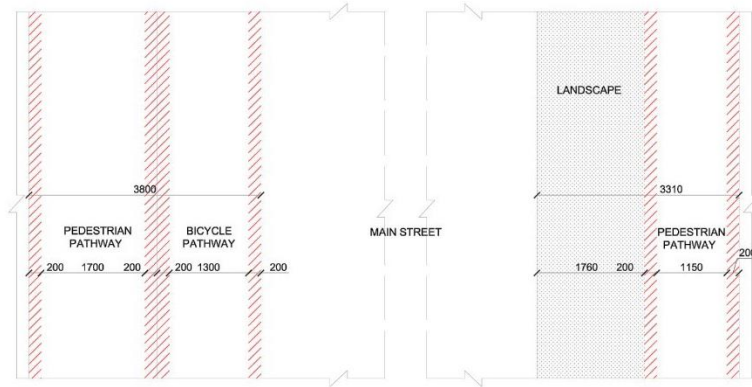 LANDSCAPE
3800
3310
PEDESTRIAN
PATHWAY
BICYCLE
PATHWAY
MAIN STREET
PEDESTRIAN
PATHWAY
200
200 1700 200 200 1300 200
1760 200 1150